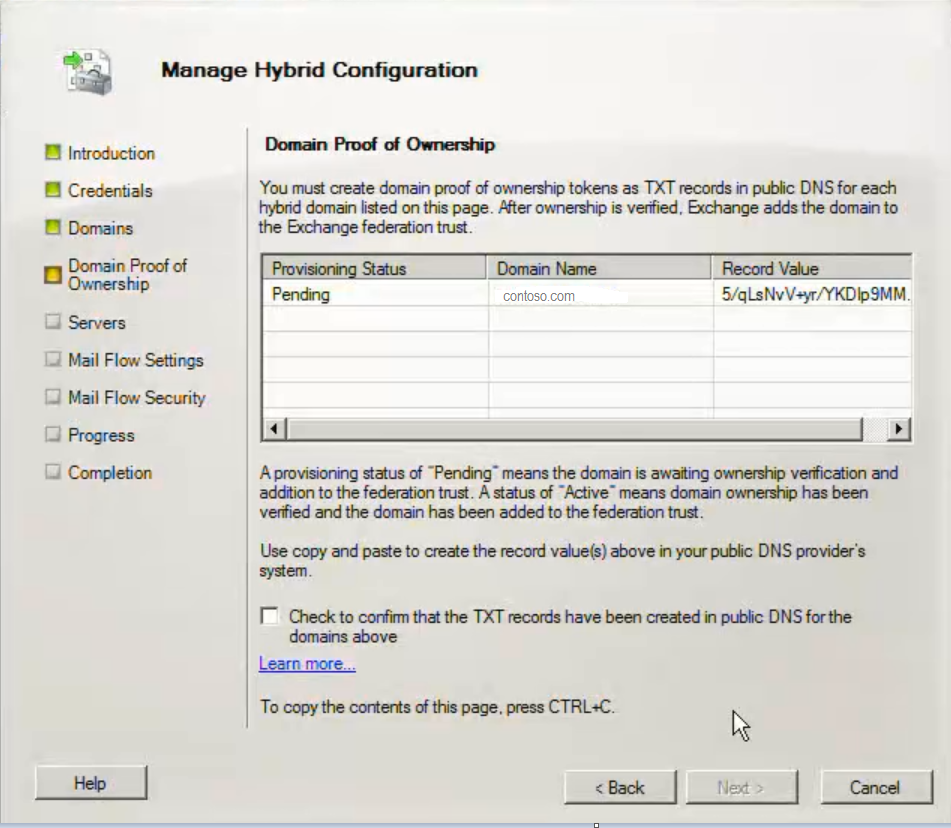 Manage Hybrid Configuration
Introduction
Credentials
Domains
Domain Proof of
Ownership
Servers
Mail Flow Settings
Mail Flow Security
Progress
Completion
Domain Proof of Ownership
You must create domain proof of ownership tokens as TXT records in public DNS for each
hybrid domain listed on this page. After ownership is verified, Exchange adds the domain to
the Exchange federation trust.
Provisioning Status Domain Name Record Value
Pending contoso.com 5/qLsNvV+yr/YKDIp9MM.
A provisioning status of "Pending" means the domain is awaiting ownership verification and
addition to the federation trust. A status of "Active" means domain ownership has been
verified and the domain has been added to the federation trust.
Use copy and paste to create the record value(s) above in your public DNS provider's
system.
Check to confirm that the TXT records have been created in public DNS for the
domains above
Learn more...
To copy the contents of this page, press CTRL+C.
Help < Back Next > Cancel